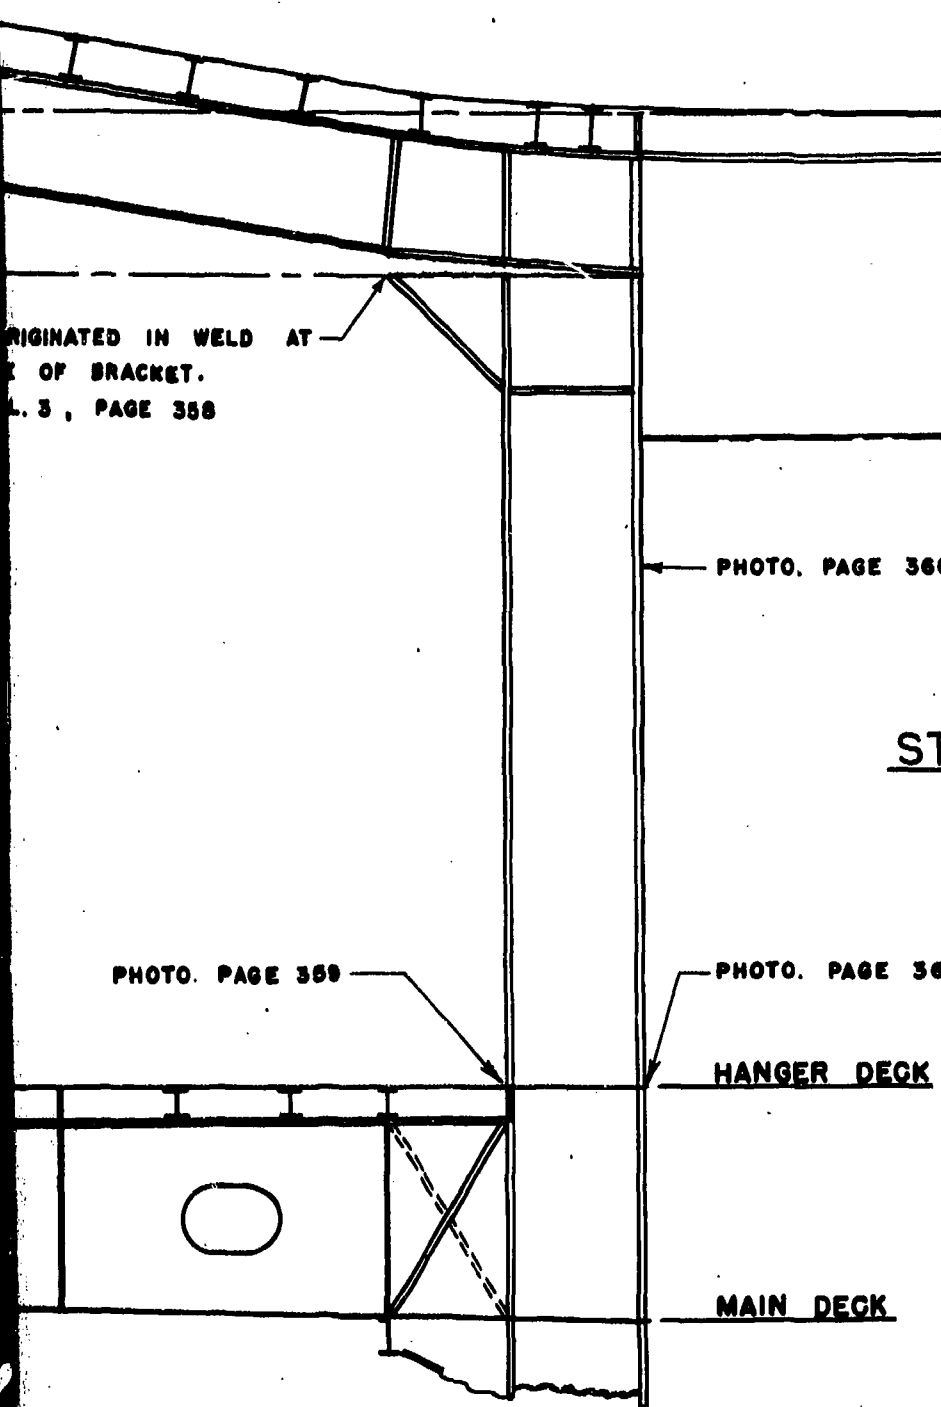 RIGINATED IN WELD AT
OF BRACKET.
L. 3, PAGE 358
PHOTO. PAGE 36
ST
PHOTO. PAGE 359
PHOTO. PAGE 36
HANGER DECK
MAIN DECK